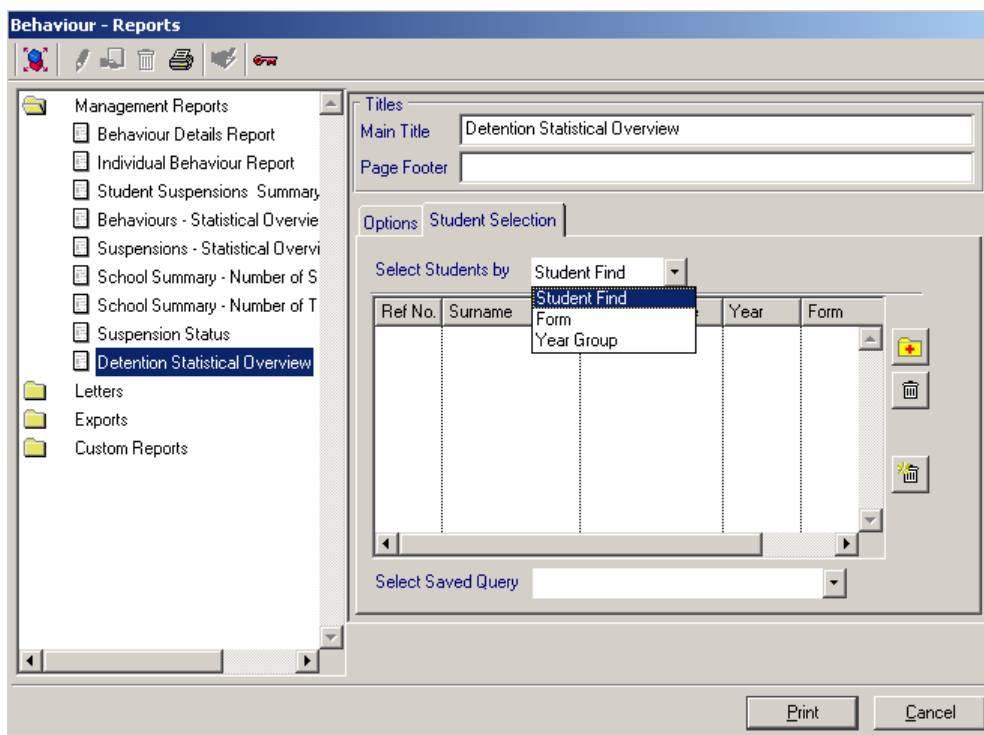 Behaviour - Reports
Management Reports
Behaviour Details Report
Individual Behaviour Report
Student Suspensions Summary
Behaviours - Statistical Overvie
Suspensions - Statistical Overvi
School Summary - Number of S
School Summary - Number of T
Suspension Status
Detention Statistical Overview
Letters
Exports
Custom Reports
Titles
Main Title Detention Statistical Overview
Page Footer
Options Student Selection
Select Students by Student Find
Student Find
Form
Year Group
Ref No. Surname Year Form
Select Saved Query
Print Cancel